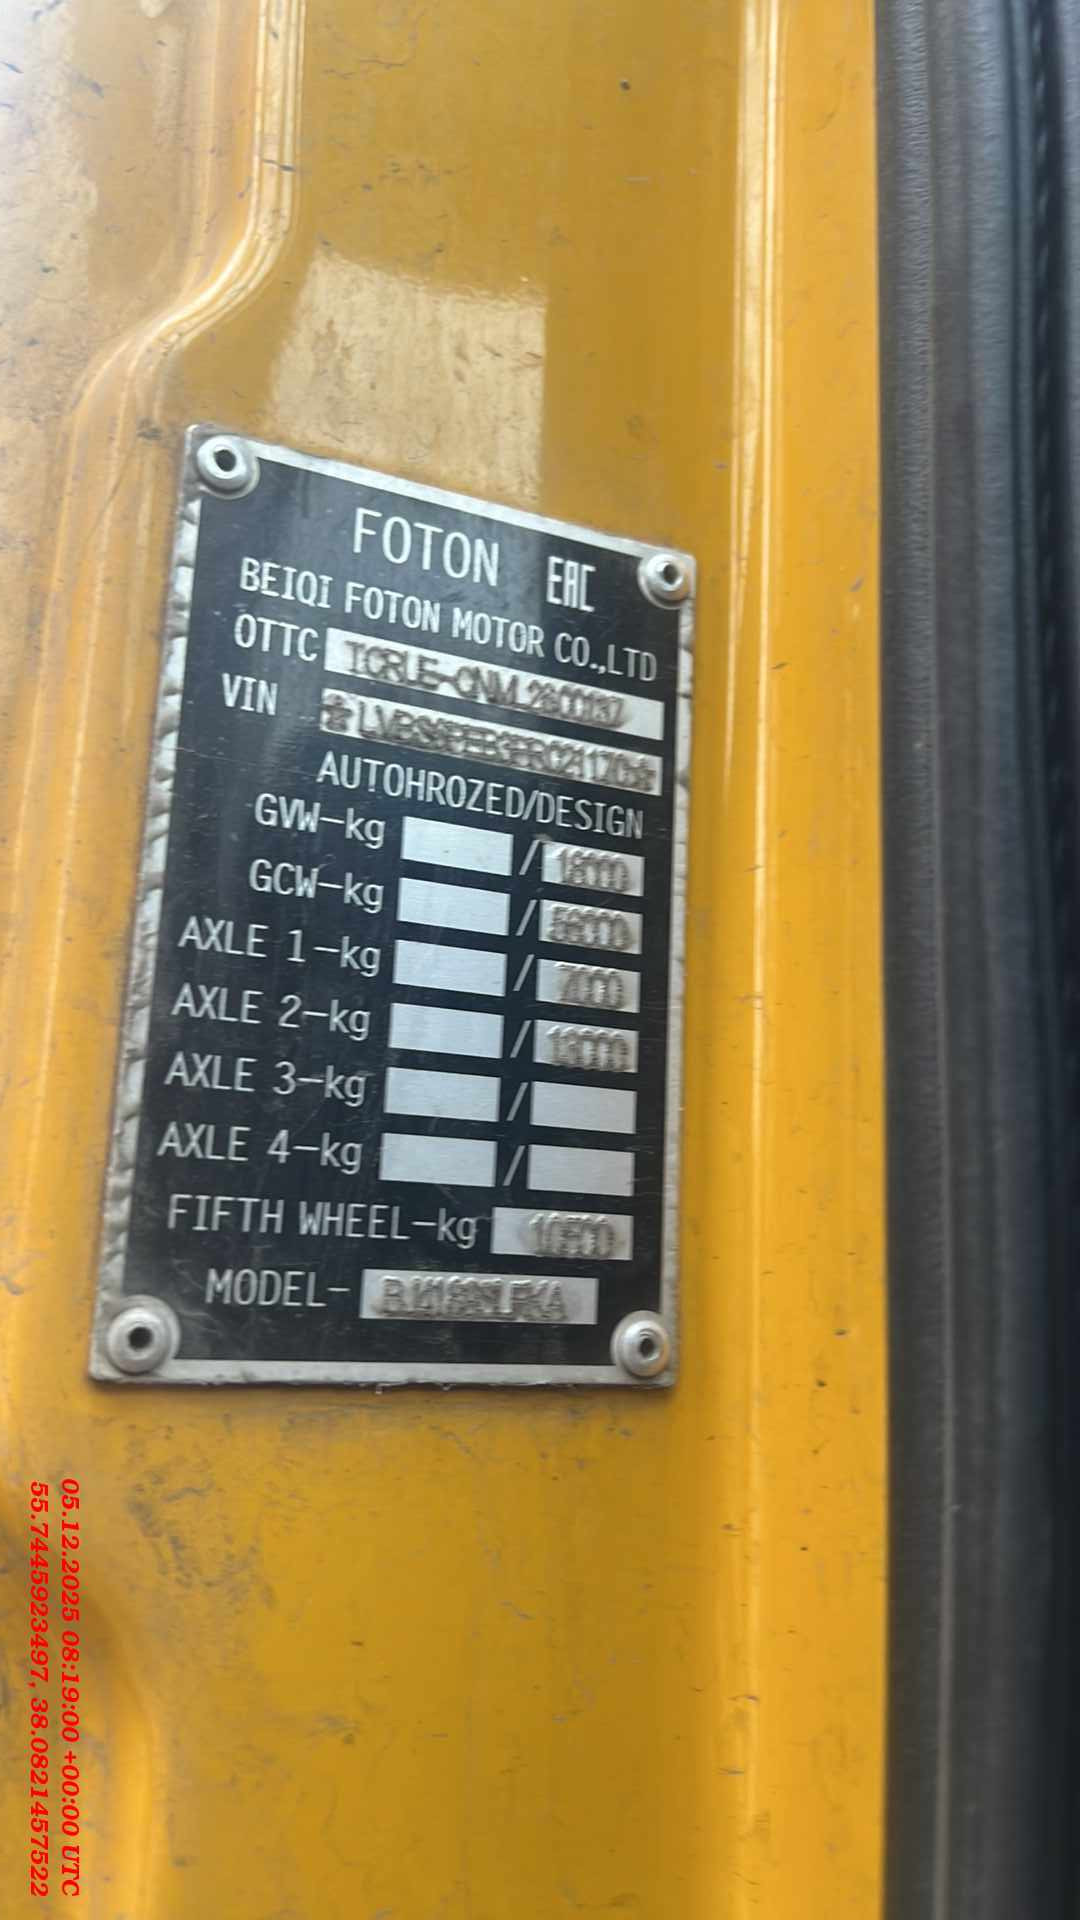 FOTON EAC
BEIQI FOTON MOTOR CO.,LTD
OTTC
VIN
AUTOHROZED/DESIGN
GVW-kg / 18000
GCW-kg /
AXLE 1-kg / 7000
AXLE 2-kg / 13000
AXLE 3-kg /
AXLE 4-kg /
FIFTH WHEEL-kg 10500
MODEL-
05.12.2025 08:19:00 +00:00 UTC
55.7445923497, 38.0821457522